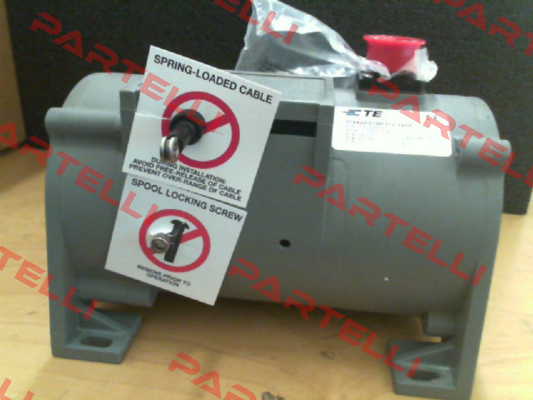 SPRING-LOADED CABLE
DURING INSTALLATION:
AVOID FREE-RELEASE OF CABLE
PREVENT OVER-RANGE OF CABLE
SPOOL LOCKING SCREW
REMOVE PRIOR TO
OPERATION
TE
PARTELLI
PARTELLI
PARTELLI
PARTELLI
PARTELLI
PARTELLI